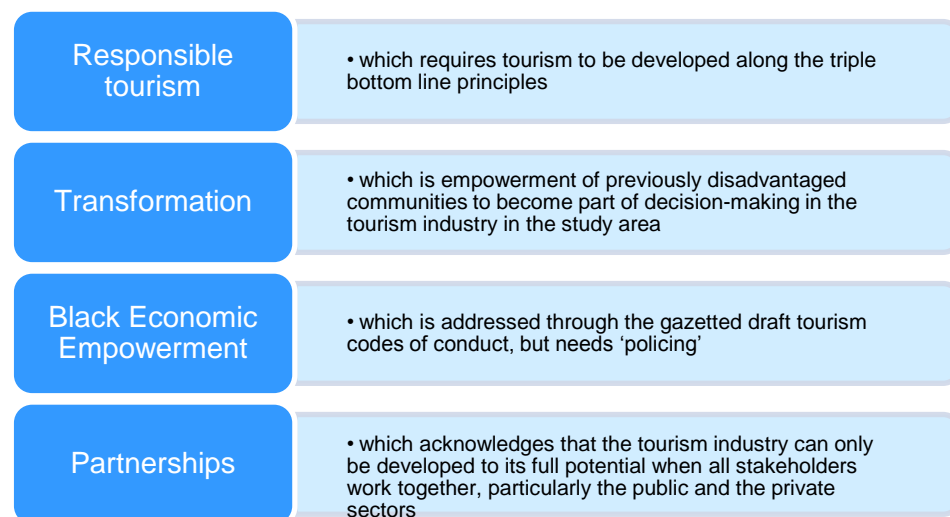 Responsible
tourism
• which requires tourism to be developed along the triple
bottom line principles
Transformation
• which is empowerment of previously disadvantaged
communities to become part of decision-making in the
tourism industry in the study area
Black Economic
Empowerment
• which is addressed through the gazetted draft tourism
codes of conduct, but needs ‘policing’
Partnerships
• which acknowledges that the tourism industry can only
be developed to its full potential when all stakeholders
work together, particularly the public and the private
sectors